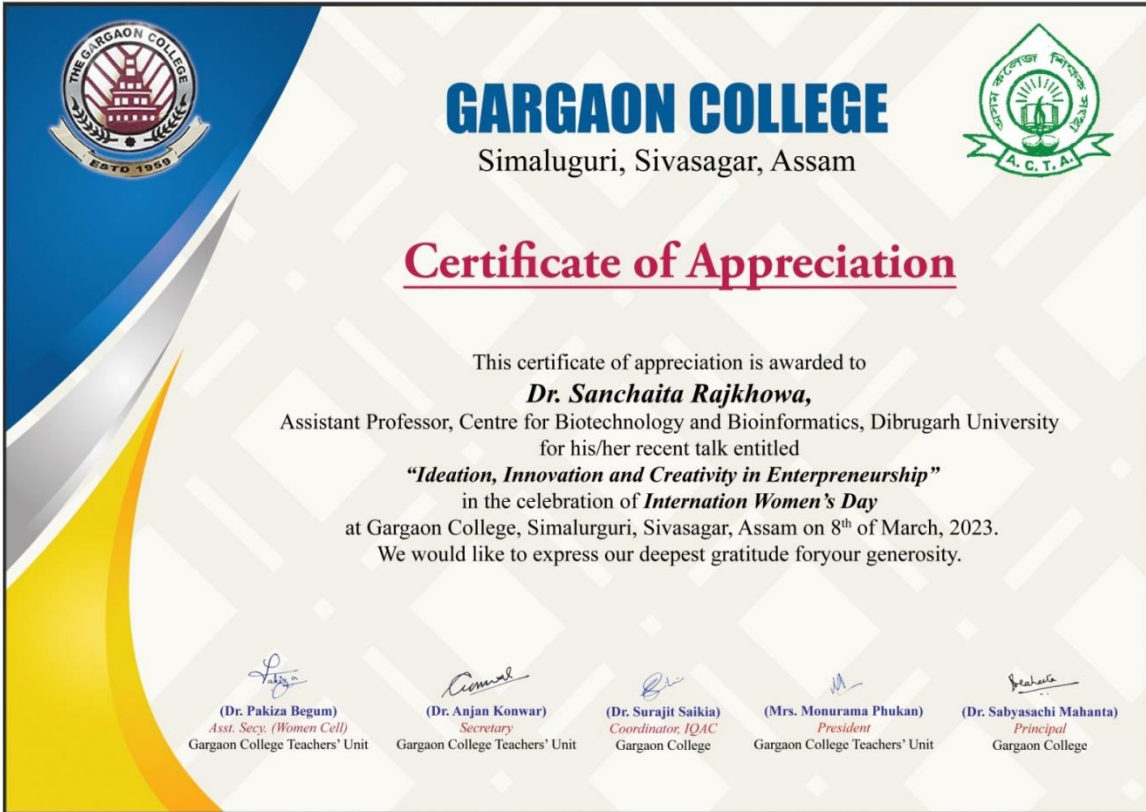 THE GARGAON COLLEGE
ESTD 1959
অসম কলেজ শিক্ষক সংস্থা
A. C. T. A.
GARGAON COLLEGE
Simaluguri, Sivasagar, Assam
Certificate of Appreciation
This certificate of appreciation is awarded to
Dr. Sanchaita Rajkhowa,
Assistant Professor, Centre for Biotechnology and Bioinformatics, Dibrugarh University
for his/her recent talk entitled
“Ideation, Innovation and Creativity in Enterpreneurship”
in the celebration of Internation Women’s Day
at Gargaon College, Simalurguri, Sivasagar, Assam on 8th of March, 2023.
We would like to express our deepest gratitude foryour generosity.
Pakiza
(Dr. Pakiza Begum)
Asst. Secy. (Women Cell)
Gargaon College Teachers’ Unit
(Dr. Anjan Konwar)
Secretary
Gargaon College Teachers’ Unit
(Dr. Surajit Saikia)
Coordinator, IQAC
Gargaon College
(Mrs. Monurama Phukan)
President
Gargaon College Teachers’ Unit
(Dr. Sabyasachi Mahanta)
Principal
Gargaon College